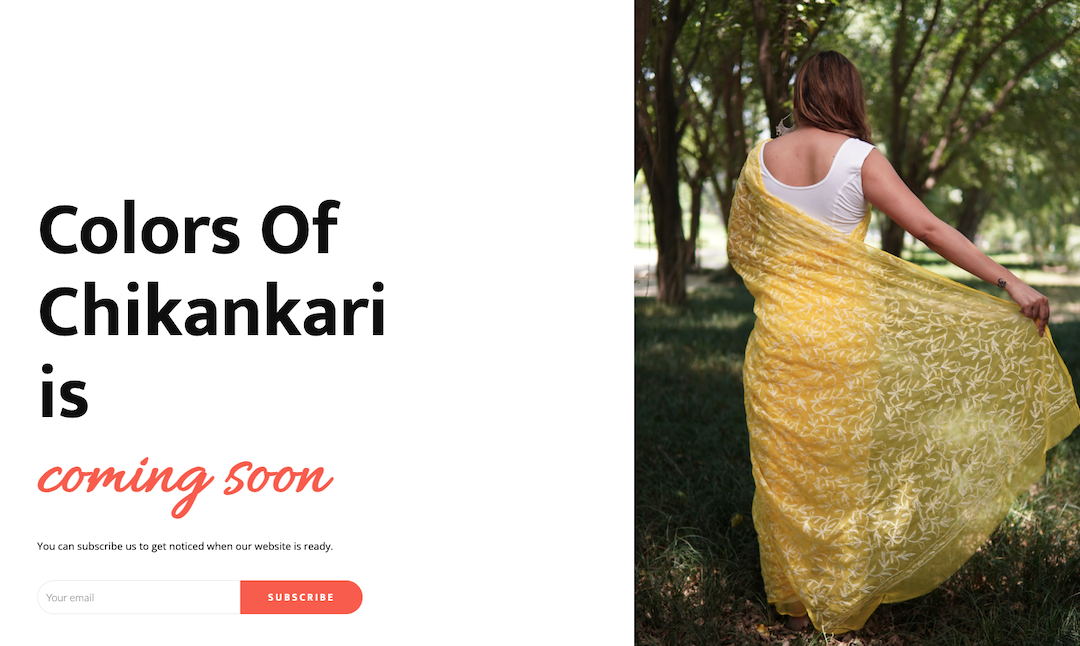 Colors Of
Chikankari
is
coming soon
You can subscribe us to get noticed when our website is ready.
Your email
SUBSCRIBE